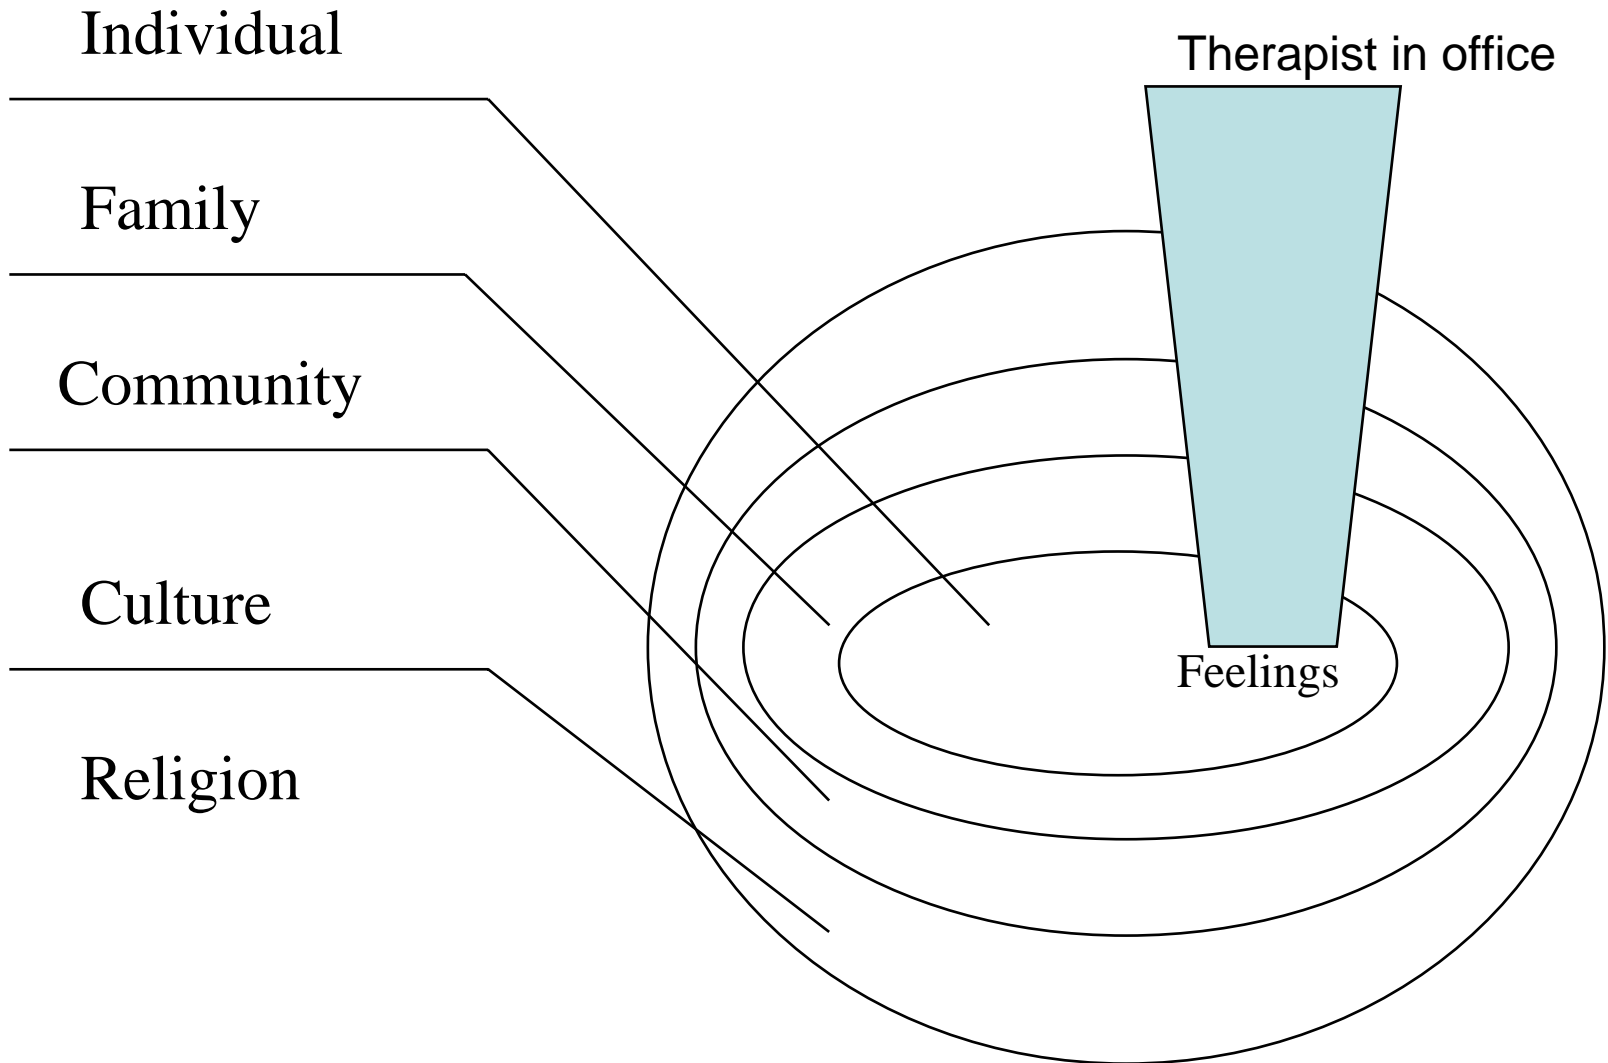 Individual
Therapist in office
Family
Community
Culture
Feelings
Religion